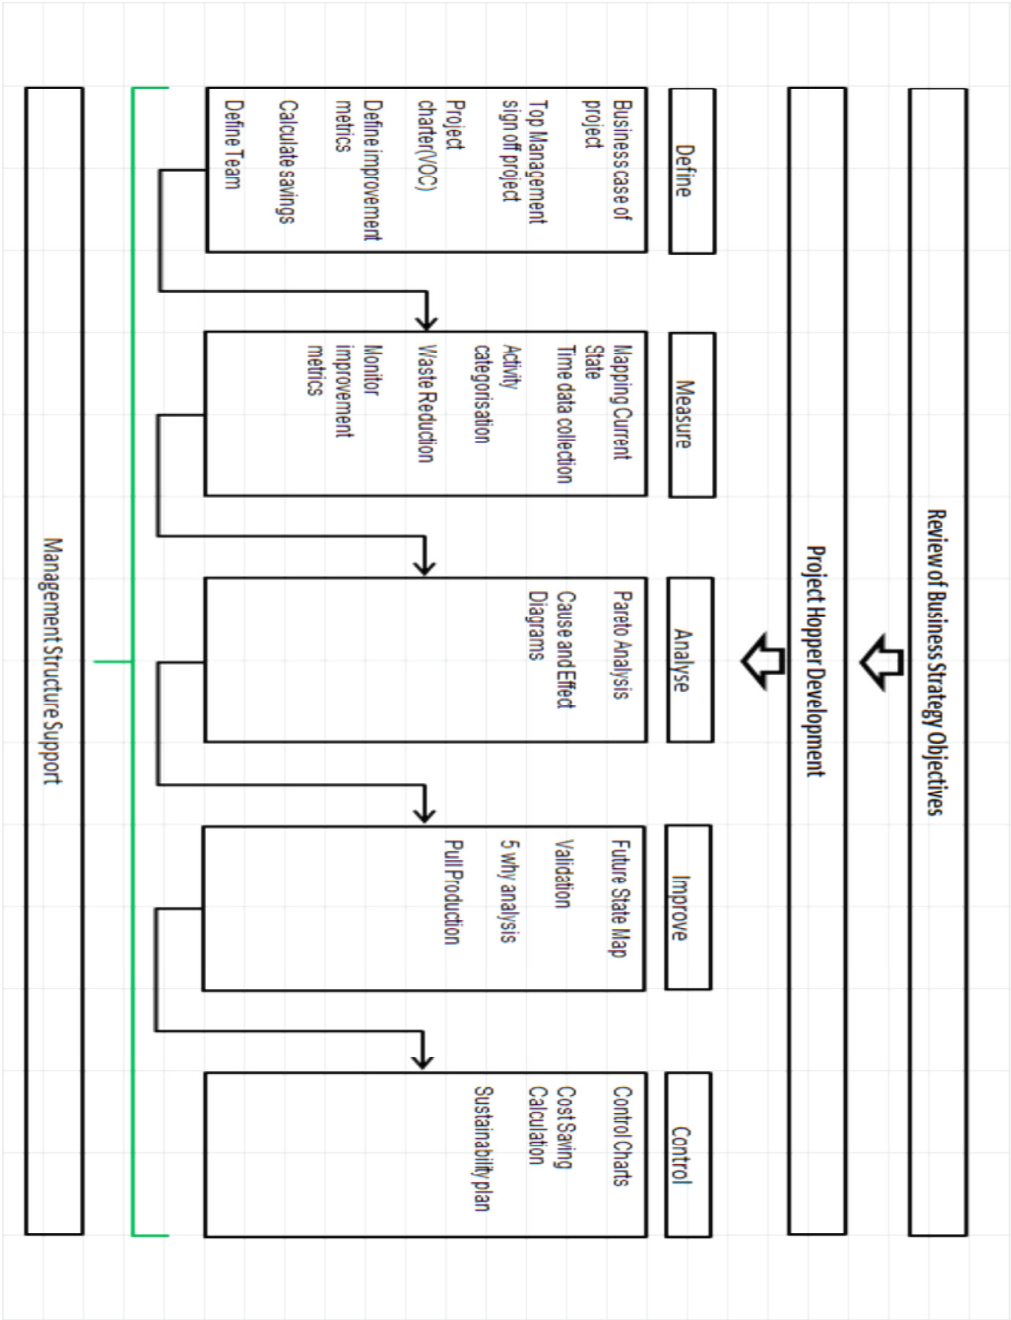 Review of Business Strategy Objectives
Project Hopper Development
Define
Business case of
project
Top Management
sign off project
Project
charter(VOC)
Define improvement
metrics
Calculate savings
Define Team
Measure
Mapping Current
State
Time data collection
Activity
categorisation
Waste Reduction
Monitor
improvement
metrics
Analyse
Pareto Analysis
Cause and Effect
Diagrams
Improve
Future State Map
Validation
5 why analysis
Pull Production
Control
Control Charts
Cost Saving
Calculation
Sustainability plan
Management Structure Support